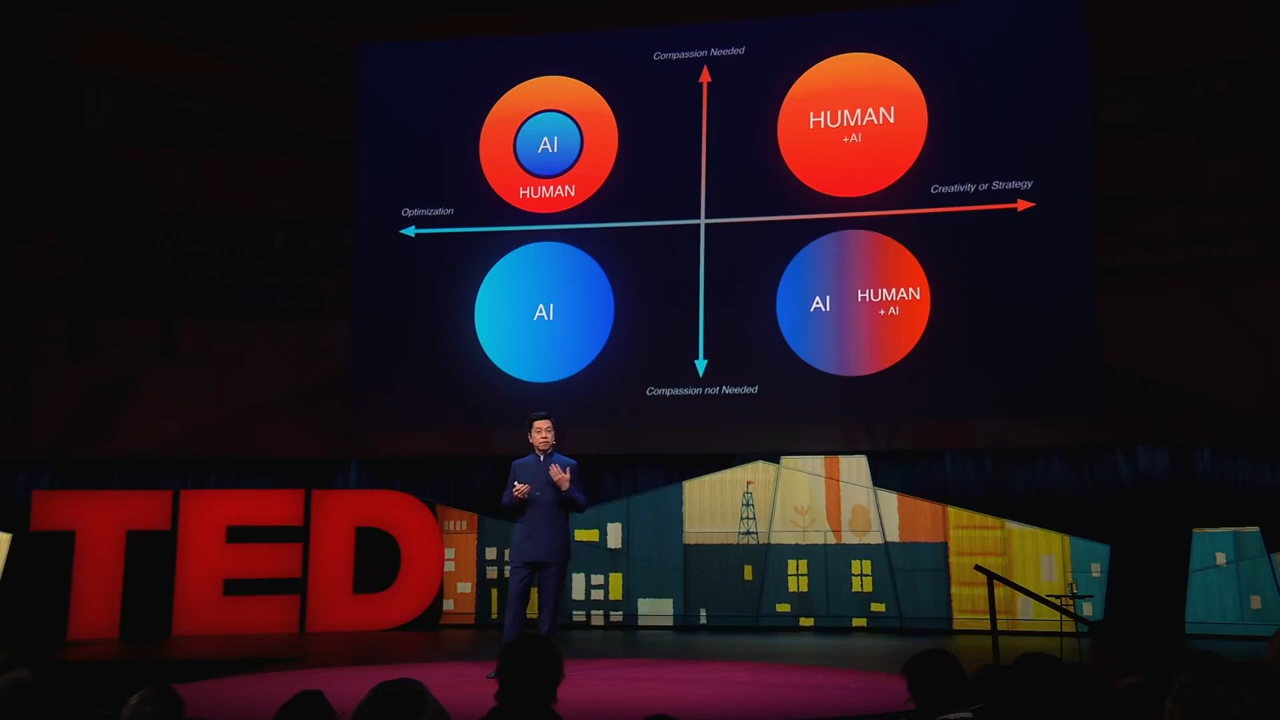 Compassion Needed
AI
HUMAN
HUMAN
+AI
Optimization
Creativity or Strategy
AI
AI
HUMAN
+ AI
Compassion not Needed
TED